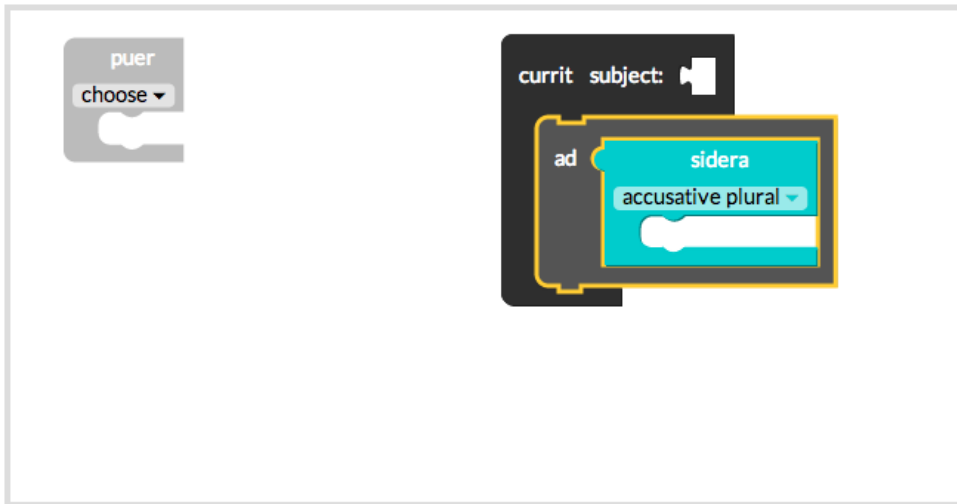 puer
choose
currit subject:
ad sidera
accusative plural